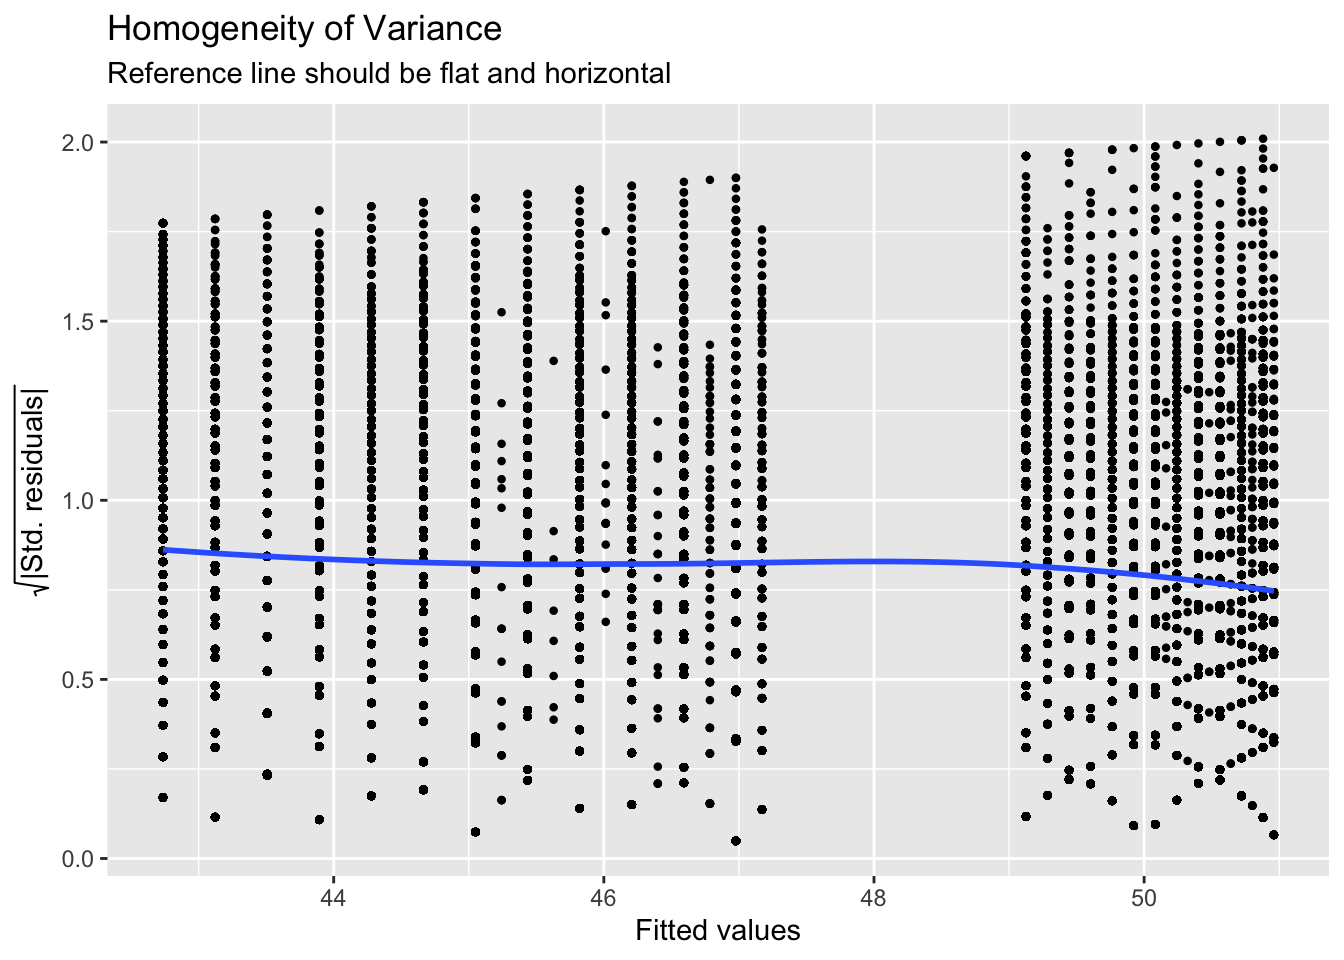 Homogeneity of Variance
Reference line should be flat and horizontal
2.0
1.5
1.0
0.5
0.0
√|Std. residuals|
44
46
48
50
Fitted values